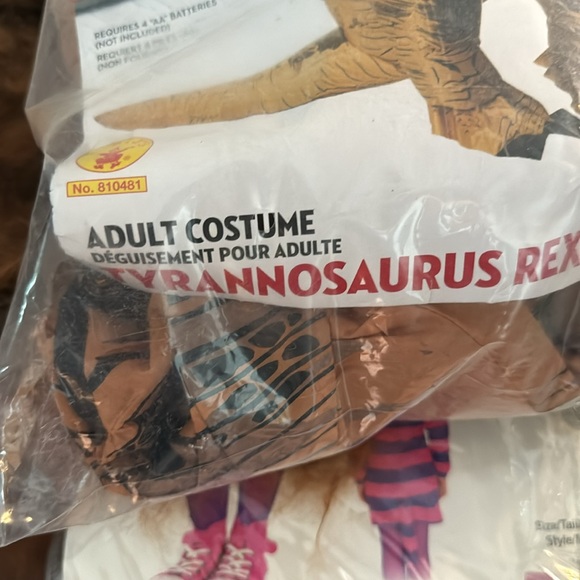 REQUIRES 4 "AA" BATTERIES
(NOT INCLUDED)
No. 810481
ADULT COSTUME
DÉGUISEMENT POUR ADULTE
TYRANNOSAURUS REX